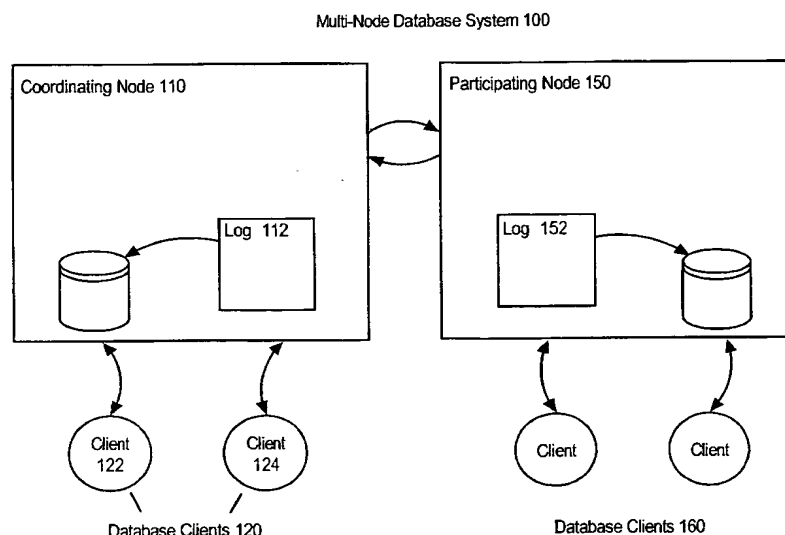 Multi-Node Database System 100
Coordinating Node 110
Participating Node 150
Log 112
Log 152
Client
122
Client
124
Client
Client
Database Clients 120
Database Clients 160